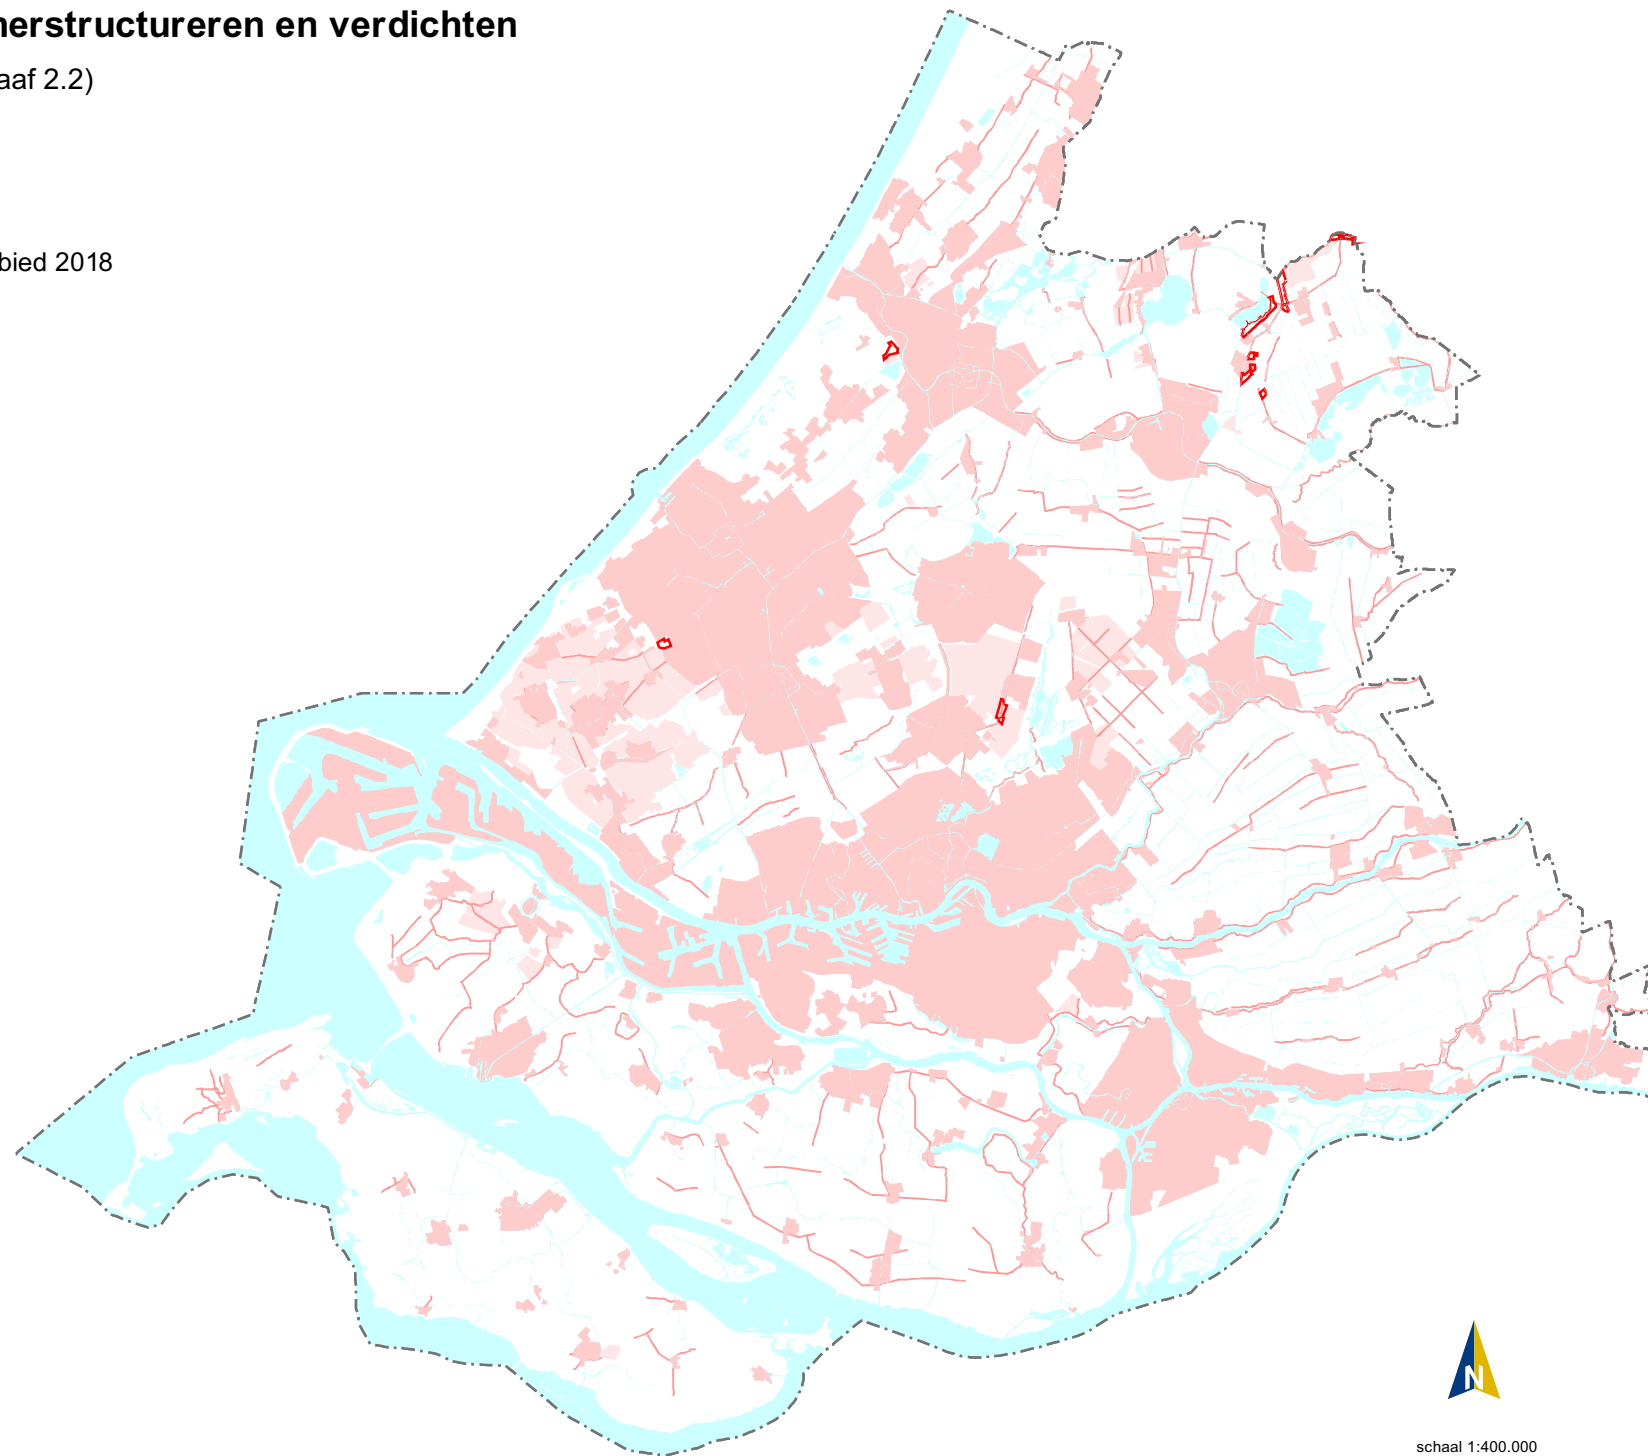 herstructureren en verdichten
aaf 2.2)
bied 2018
N
schaal 1:400.000